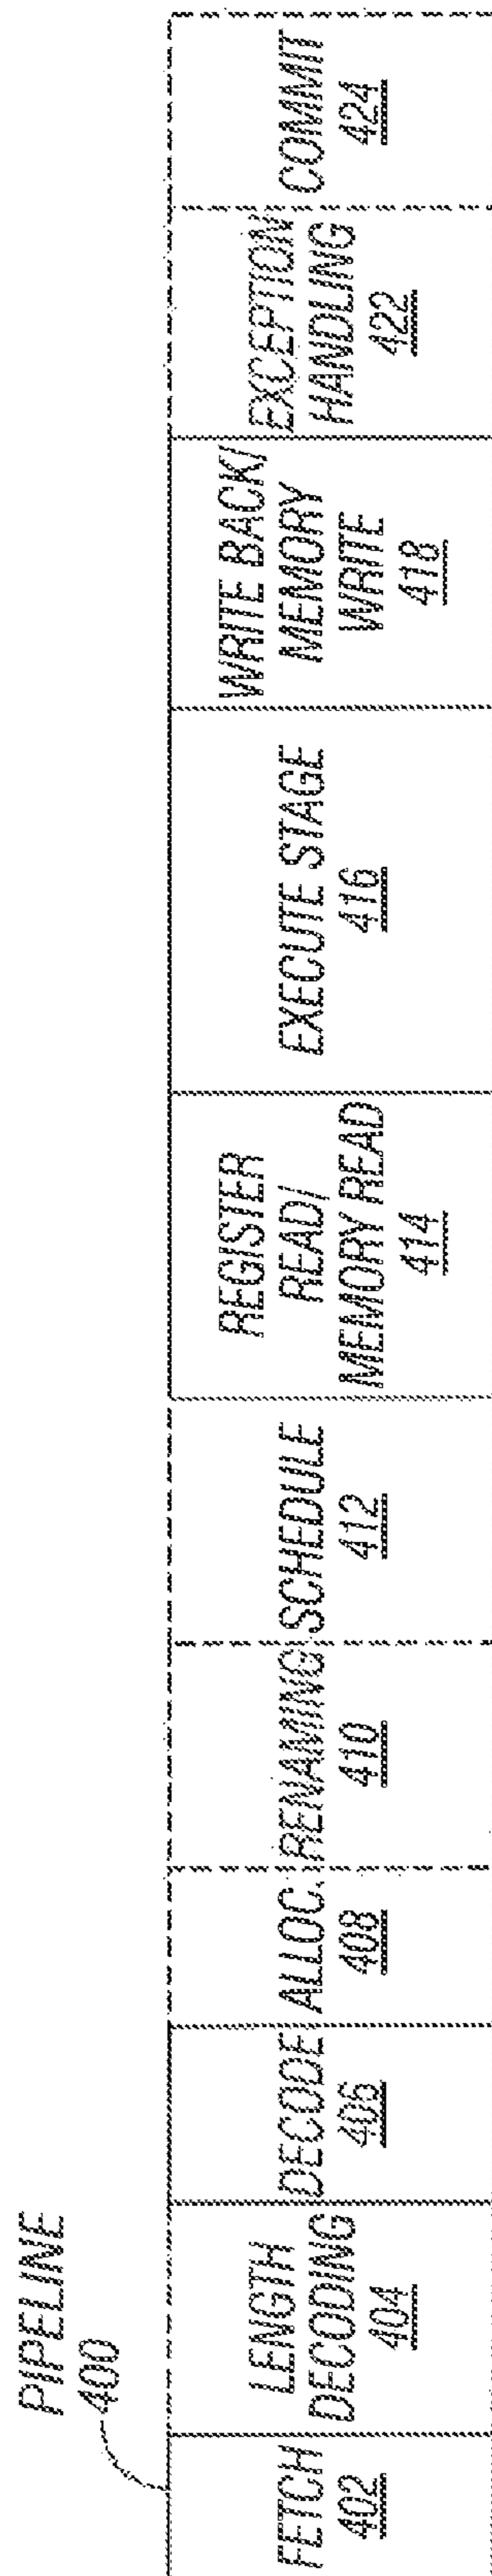 PIPELINE
400
FETCH
402
LENGTH
DECODING
404
DECODE
406
ALLOC.
408
RENAMING
410
SCHEDULE
412
REGISTER
READ/
MEMORY READ
414
EXECUTE STAGE
416
WRITE BACK/
MEMORY
WRITE
418
EXCEPTION
HANDLING
422
COMMIT
424